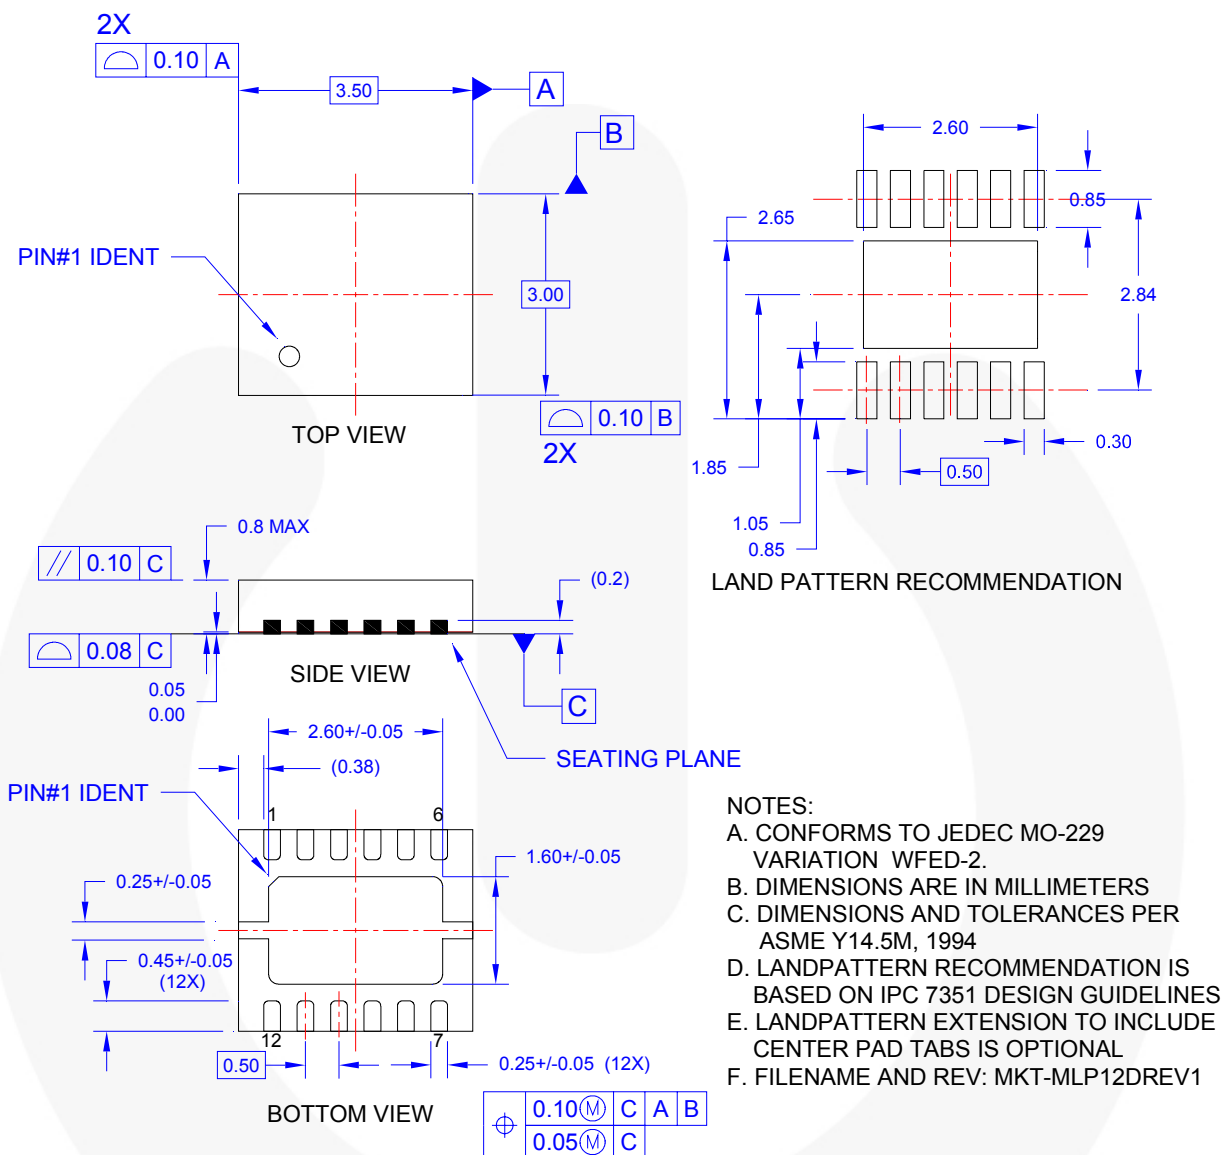 2X
0.10 A
3.50
A
B
PIN#1 IDENT
3.00
0.10 B
2X
TOP VIEW
2.60
0.85
2.65
2.84
1.85
0.30
0.50
1.05
0.85
LAND PATTERN RECOMMENDATION
0.8 MAX
// 0.10 C
(0.2)
0.08 C
0.05
0.00
SIDE VIEW
C
SEATING PLANE
2.60+/-0.05
(0.38)
PIN#1 IDENT
1
6
1.60+/-0.05
0.25+/-0.05
0.45+/-0.05
(12X)
12
7
0.50
0.25+/-0.05 (12X)
BOTTOM VIEW
0.10Ⓜ C A B
0.05Ⓜ C
NOTES:
A. CONFORMS TO JEDEC MO-229
VARIATION WFED-2.
B. DIMENSIONS ARE IN MILLIMETERS
C. DIMENSIONS AND TOLERANCES PER
ASME Y14.5M, 1994
D. LANDPATTERN RECOMMENDATION IS
BASED ON IPC 7351 DESIGN GUIDELINES
E. LANDPATTERN EXTENSION TO INCLUDE
CENTER PAD TABS IS OPTIONAL
F. FILENAME AND REV: MKT-MLP12DREV1